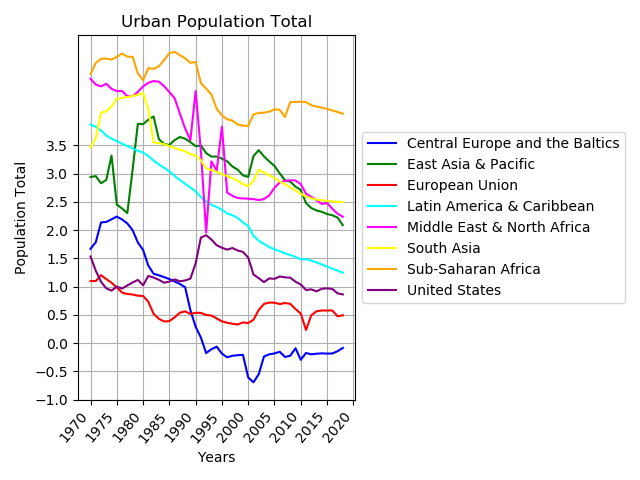 Urban Population Total
Population Total
3.5
3.0
2.5
2.0
1.5
1.0
0.5
0.0
−0.5
−1.0
1970
1975
1980
1985
1990
1995
2000
2005
2010
2015
2020
Years
Central Europe and the Baltics
East Asia & Pacific
European Union
Latin America & Caribbean
Middle East & North Africa
South Asia
Sub-Saharan Africa
United States